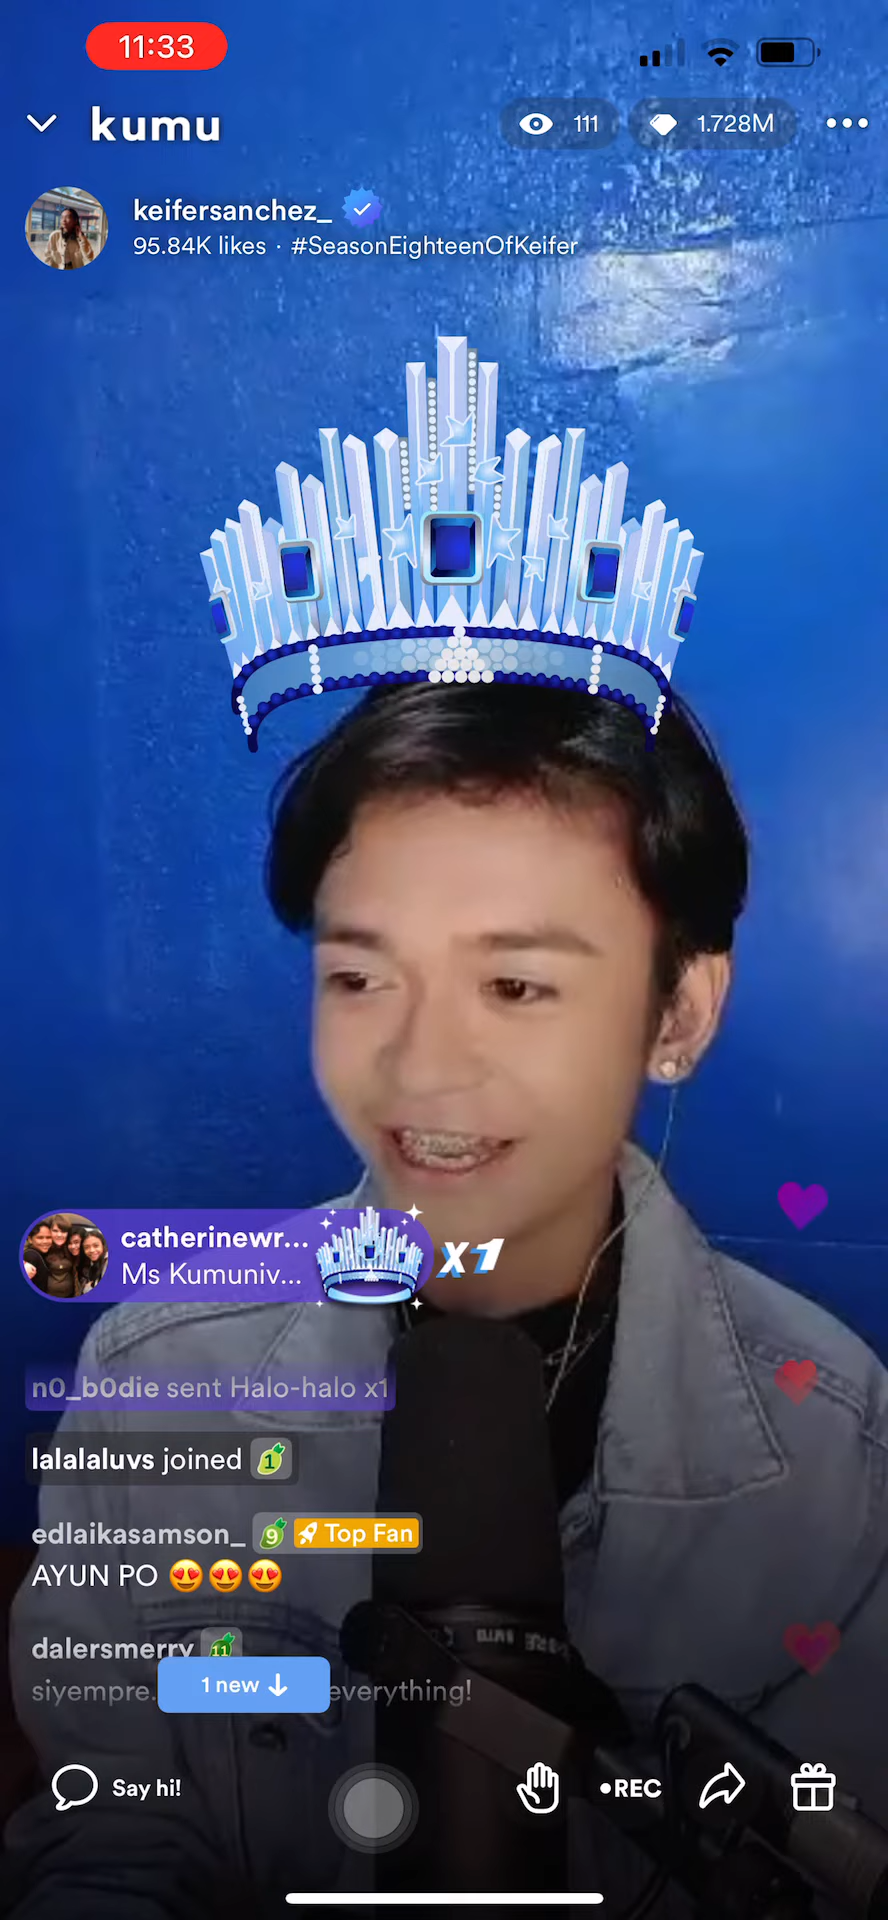 11:33
kumu
111
1.728M
keifersanchez_
95.84K likes · #SeasonEighteenOfKeifer
catherinewr...
Ms Kumuniv...
x1
n0_b0die sent Halo-halo x1
lalalaluvs joined 1
edlaikasamson_ 9 Top Fan
AYUN PO 😍😍😍
dalersmerry 11
siyempre. everything!
1 new ↓
Say hi!
•REC